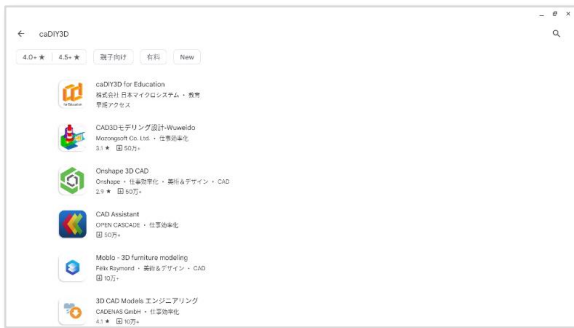 caDIY3D
4.0+ ★ 4.5+ ★ 親子向け 有料 New
caDIY3D for Education
株式会社 日本マイクロシステム • 教育
早期アクセス
CAD3Dモデリング設計-Wuweido
Mozongsoft Co. Ltd. • 仕事効率化
3.1 ★ 50万+
Onshape 3D CAD
Onshape • 仕事効率化 • 美術＆デザイン • CAD
2.9 ★ 50万+
CAD Assistant
OPEN CASCADE • 仕事効率化
50万+
Moblo - 3D furniture modeling
Felix Raymond • 美術＆デザイン • CAD
10万+
3D CAD Models エンジニアリング
CADENAS GmbH • 仕事効率化
4.1 ★ 10万+